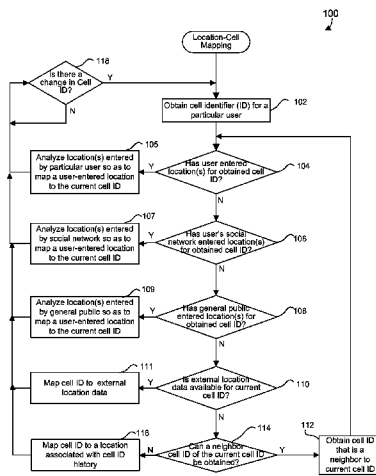 100
Location-Cell
Mapping
118
Is there a
change in Cell
ID?
Y
N
Obtain cell identifier (ID) for a
particular user
102
105
Analyze location(s) entered
by particular user so as to
map a user-entered location
to the current cell ID
Y
Has user entered
location(s) for obtained cell
ID?
104
N
107
Analyze location(s) entered
by social network so as to
map a user-entered location
to the current cell ID
Y
Has user's social
network entered location(s)for
obtained cell ID?
106
N
109
Analyze location(s) entered
by general public so as to
map a user-entered location
to the current cell ID
Y
Has general public
entered location(s) for
obtained cell ID?
108
N
111
Map cell ID to external
location data
Y
Is external location
data available for current
cell ID?
110
N
116
Map cell ID to a location
associated with cell ID
history
N
114
Can a neighbor
cell ID of the current cell ID
be obtained?
Y
112
Obtain cell ID
that is a
neighbor to
current cell ID